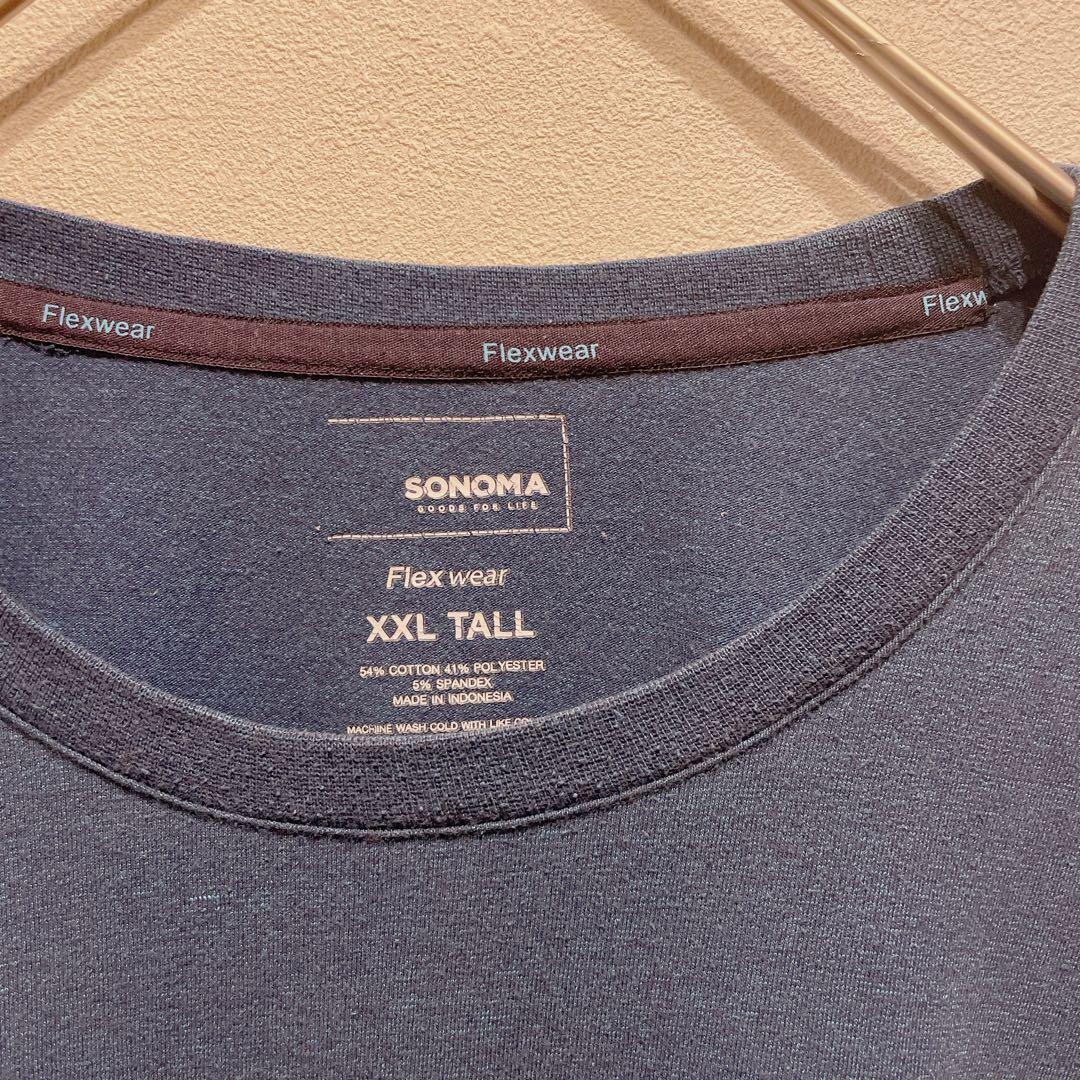 Flexwear
Flexwear
Flexw
SONOMA
GOODS FOR LIFE
Flex wear
XXL TALL
54% COTTON 41% POLYESTER
5% SPANDEX
MADE IN INDONESIA
MACHINE WASH COLD WITH LIKE